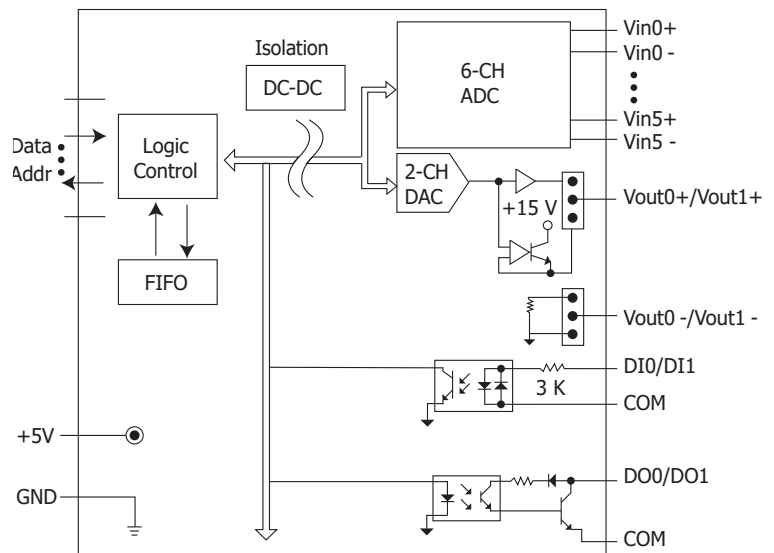 Isolation
DC-DC
6-CH
ADC
Vin0+
Vin0 -
Vin5+
Vin5 -
Data
Addr
Logic
Control
2-CH
DAC
+15 V
Vout0+/Vout1+
FIFO
Vout0 -/Vout1 -
DI0/DI1
3 K
COM
+5V
GND
DO0/DO1
COM